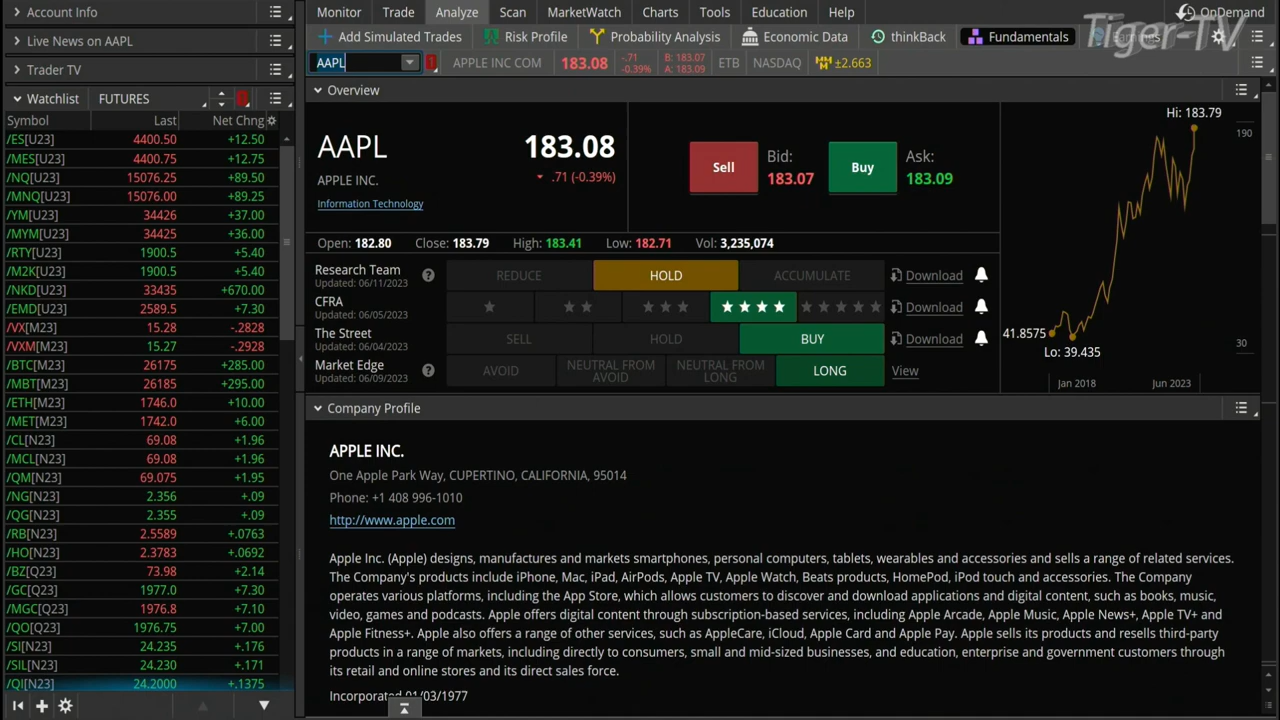 Account Info
Live News on AAPL
Trader TV
Watchlist FUTURES
Symbol Last Net Chng
/ES[U23] 4400.50 +12.50
/MES[U23] 4400.75 +12.75
/NQ[U23] 15076.25 +89.50
/MNQ[U23] 15076.00 +89.25
/YM[U23] 34426 +37.00
/MYM[U23] 34425 +36.00
/RTY[U23] 1900.5 +5.40
/M2K[U23] 1900.5 +5.40
/NKD[U23] 33435 +670.00
/EMD[U23] 2589.5 +7.30
/VX[M23] 15.28 -.2828
/VXM[M23] 15.27 -.2928
/BTC[M23] 26175 +285.00
/MBT[M23] 26185 +295.00
/ETH[M23] 1746.0 +10.00
/MET[M23] 1742.0 +6.00
/CL[N23] 69.08 +1.96
/MCL[N23] 69.08 +1.96
/QM[N23] 69.075 +1.95
/NG[N23] 2.356 +.09
/QG[N23] 2.355 +.09
/RB[N23] 2.5589 +.0763
/HO[N23] 2.3783 +.0692
/BZ[Q23] 73.98 +2.14
/GC[Q23] 1977.0 +7.30
/MGC[Q23] 1976.8 +7.10
/QO[Q23] 1976.75 +7.00
/SI[N23] 24.235 +.176
/SIL[N23] 24.230 +.171
/QI[N23] 24.2000 +.1375
Monitor Trade Analyze Scan MarketWatch Charts Tools Education Help OnDemand
Tiger-TV
Add Simulated Trades Risk Profile Probability Analysis Economic Data thinkBack Fundamentals Earnings
AAPL 1 APPLE INC COM 183.08 -.71 -0.39% B: 183.07 A: 183.09 ETB NASDAQ ±2.663
Overview
AAPL 183.08
APPLE INC. .71 (-0.39%)
Information Technology
Sell Bid: 183.07 Buy Ask: 183.09
Open: 182.80 Close: 183.79 High: 183.41 Low: 182.71 Vol: 3,235,074
Research Team Updated: 06/11/2023 REDUCE HOLD ACCUMULATE Download
CFRA Updated: 06/05/2023 Download
The Street Updated: 06/04/2023 SELL HOLD BUY Download
Market Edge Updated: 06/09/2023 AVOID NEUTRAL FROM AVOID NEUTRAL FROM LONG LONG View
Hi: 183.79
190
41.8575
30
Lo: 39.435
Jan 2018 Jun 2023
Company Profile
APPLE INC.
One Apple Park Way, CUPERTINO, CALIFORNIA, 95014
Phone: +1 408 996-1010
http://www.apple.com
Apple Inc. (Apple) designs, manufactures and markets smartphones, personal computers, tablets, wearables and accessories and sells a range of related services.
The Company's products include iPhone, Mac, iPad, AirPods, Apple TV, Apple Watch, Beats products, HomePod, iPod touch and accessories. The Company
operates various platforms, including the App Store, which allows customers to discover and download applications and digital content, such as books, music,
video, games and podcasts. Apple offers digital content through subscription-based services, including Apple Arcade, Apple Music, Apple News+, Apple TV+ and
Apple Fitness+. Apple also offers a range of other services, such as AppleCare, iCloud, Apple Card and Apple Pay. Apple sells its products and resells third-party
products in a range of markets, including directly to consumers, small and mid-sized businesses, and education, enterprise and government customers through
its retail and online stores and its direct sales force.
Incorporated 01/03/1977